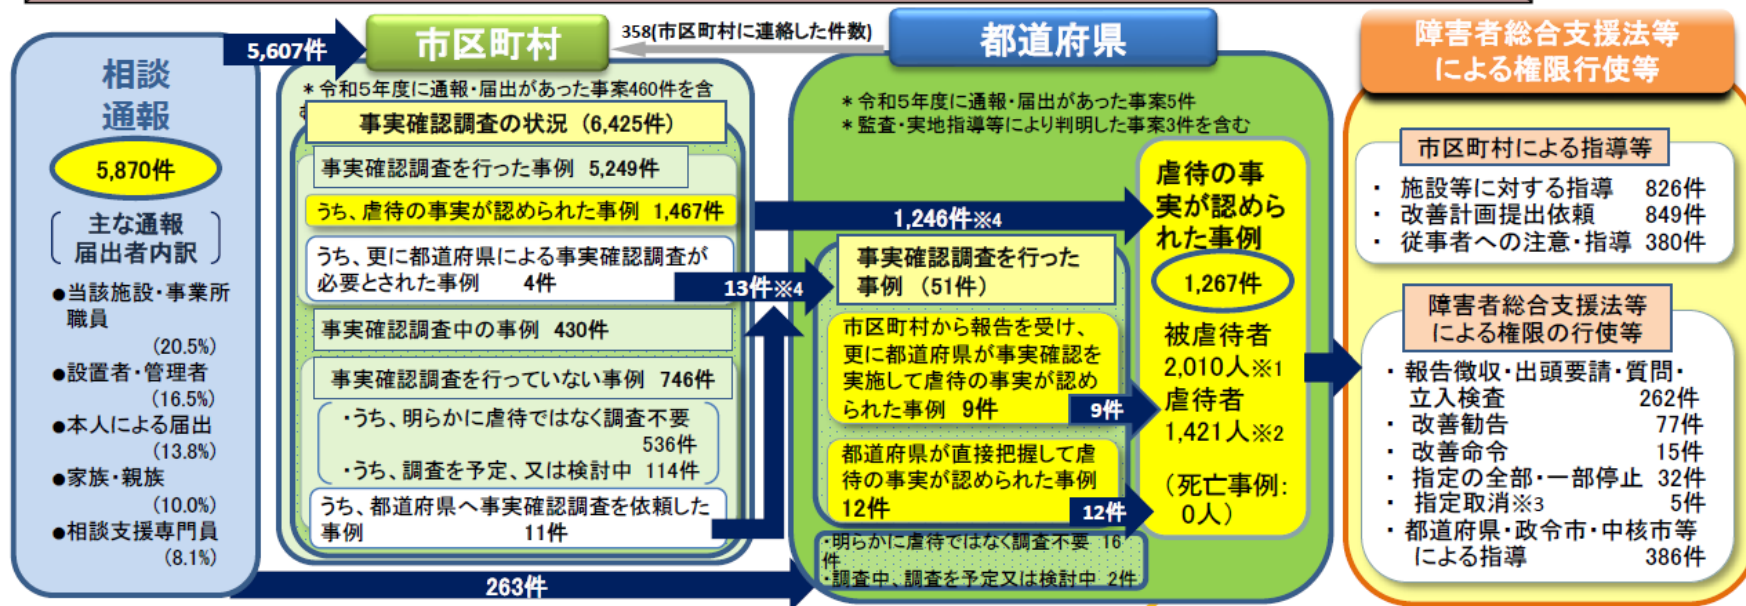 相談
通報
5,870件
主な通報
届出者内訳
●当該施設・事業所
職員
(20.5%)
●設置者・管理者
(16.5%)
●本人による届出
(13.8%)
●家族・親族
(10.0%)
●相談支援専門員
(8.1%)
5,607件
市区町村
358(市区町村に連絡した件数)
*令和5年度に通報・届出があった事案460件を含
事実確認調査の状況（6,425件）
事実確認調査を行った事例 5,249件
うち、虐待の事実が認められた事例 1,467件
うち、更に都道府県による事実確認調査が
必要とされた事例 4件
事実確認調査中の事例 430件
事実確認調査を行っていない事例 746件
・うち、明らかに虐待ではなく調査不要
536件
・うち、調査を予定、又は検討中 114件
うち、都道府県へ事実確認調査を依頼した
事例 11件
263件
1,246件※4
13件※4
都道府県
*令和5年度に通報・届出があった事案5件
*監査・実地指導等により判明した事案3件を含む
事実確認調査を行った
事例（51件）
市区町村から報告を受け、
更に都道府県が事実確認を
実施して虐待の事実が認め
られた事例 9件
9件
都道府県が直接把握して虐
待の事実が認められた事例
12件
12件
・明らかに虐待ではなく調査不要 16
件
・調査中、調査を予定又は検討中 2件
虐待の事
実が認めら
れた事例
1,267件
被虐待者
2,010人※1
虐待者
1,421人※2
（死亡事例：
0人）
障害者総合支援法等
による権限行使等
市区町村による指導等
・ 施設等に対する指導 826件
・ 改善計画提出依頼 849件
・ 従事者への注意・指導 380件
障害者総合支援法等
による権限の行使等
・ 報告徴収・出頭要請・質問・
立入検査 262件
・ 改善勧告 77件
・ 改善命令 15件
・ 指定の全部・一部停止 32件
・ 指定取消※3 5件
・ 都道府県・政令市・中核市等
による指導 386件